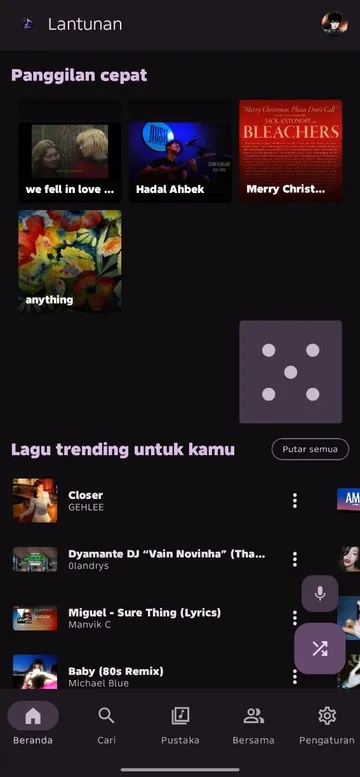 Lantunan
Panggilan cepat
we fell in love ...
Hadal Ahbek
"Merry Christmas, Please Don't Call"
JACK ANTONOFF
BLEACHERS
Merry Christ...
anything
Lagu trending untuk kamu
Putar semua
Closer
GEHLEE
AM
Dyamante DJ “Vain Novinha” (Tha...
0landrys
Miguel - Sure Thing (Lyrics)
Manvik C
Baby (80s Remix)
Michael Blue
Beranda
Cari
Pustaka
Bersama
Pengaturan